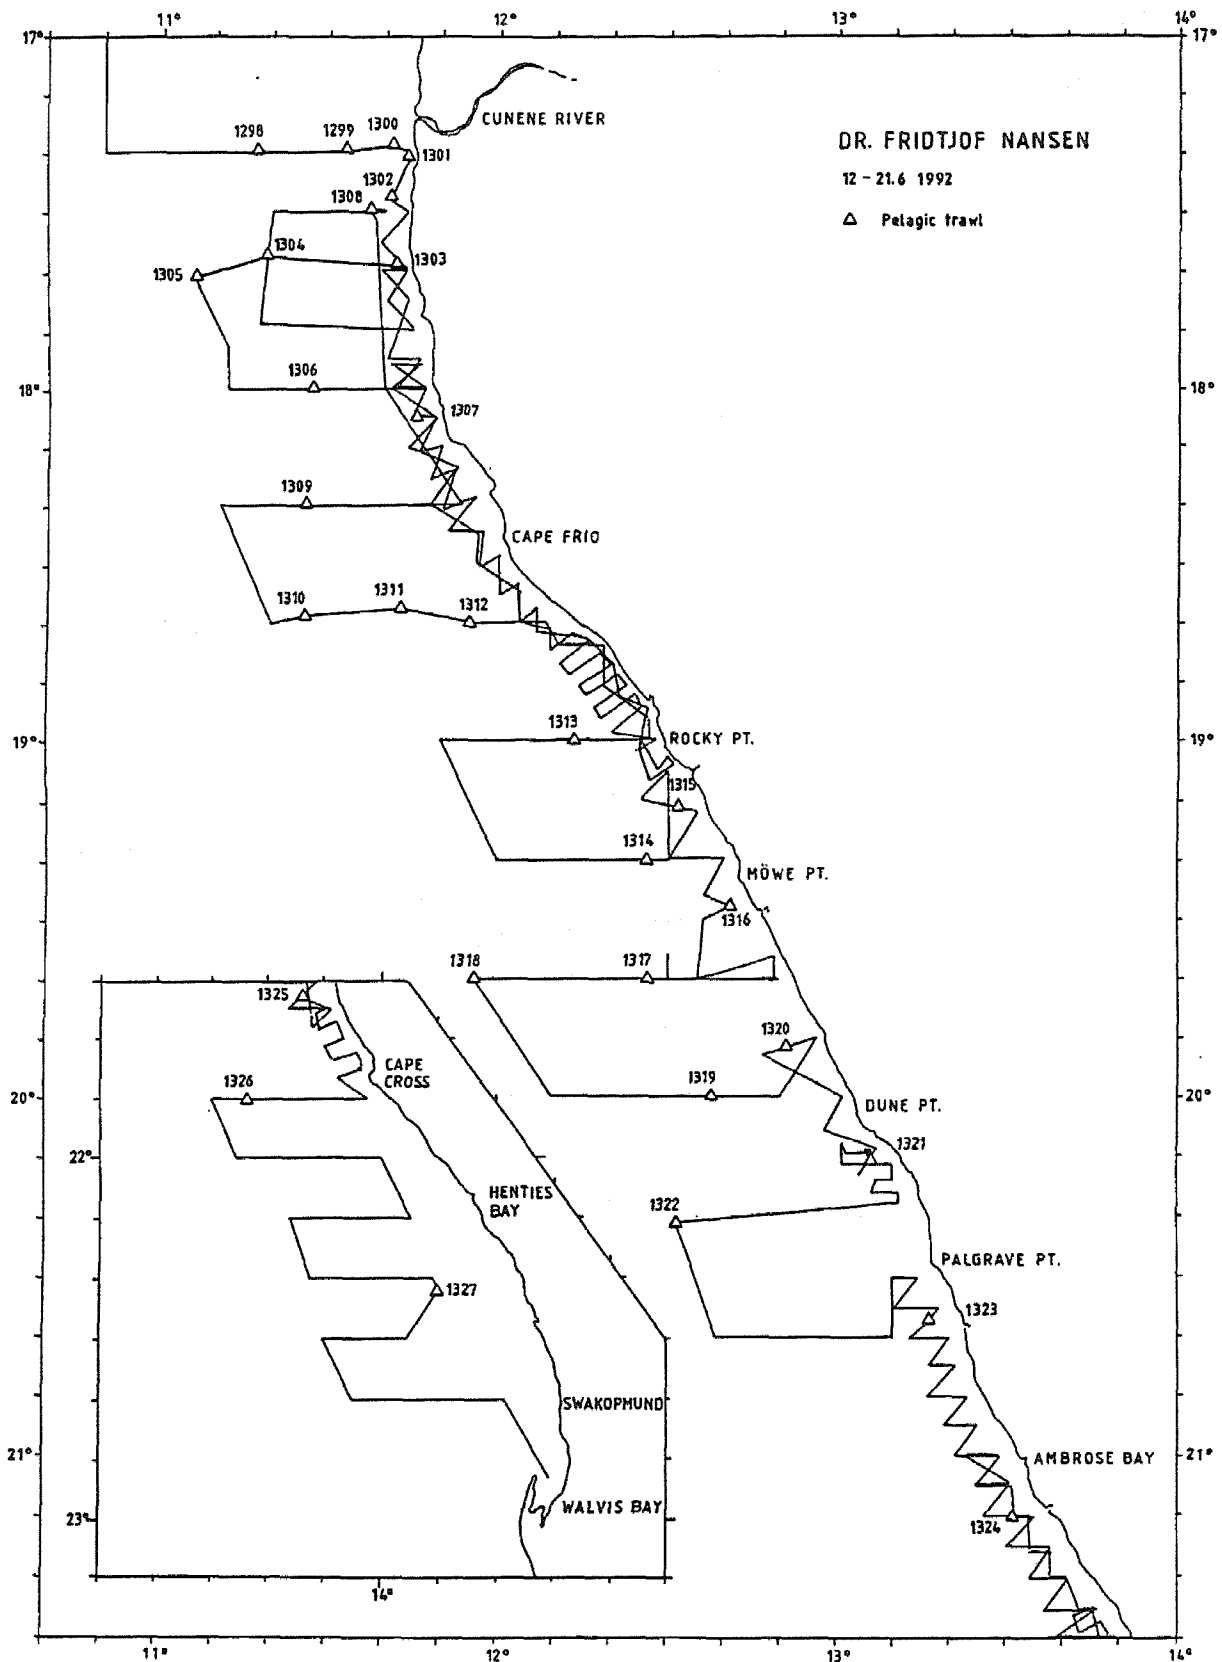 11° 12° 13° 14°
17° 17°
CUNENE RIVER
1298 1299 1300
1301
DR. FRIDTJOF NANSEN
12 - 21.6 1992
△ Pelagic trawl
1302
1308
1304
1305 1303
1306
18° 18°
1307
1309
CAPE FRIO
1310 1311 1312
1313
19° ROCKY PT. 19°
1315
1314
MÖWE PT.
1316
1318 1317
1325
1320
CAPE
CROSS
1326 1319
20° DUNE PT. 20°
1321
22°
HENTIES
BAY
1322
PALGRAVE PT.
1327
1323
SWAKOPMUND
21° AMBROSE BAY 21°
WALVIS BAY
23° 1324
14°
11° 12° 13° 14°